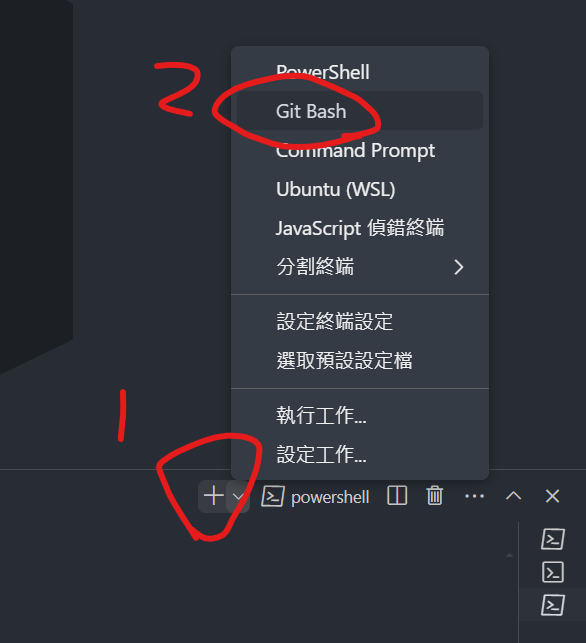 2
PowerShell
Git Bash
Command Prompt
Ubuntu (WSL)
JavaScript 偵錯終端
分割終端
設定終端設定
選取預設設定檔
1
執行工作...
設定工作...
powershell